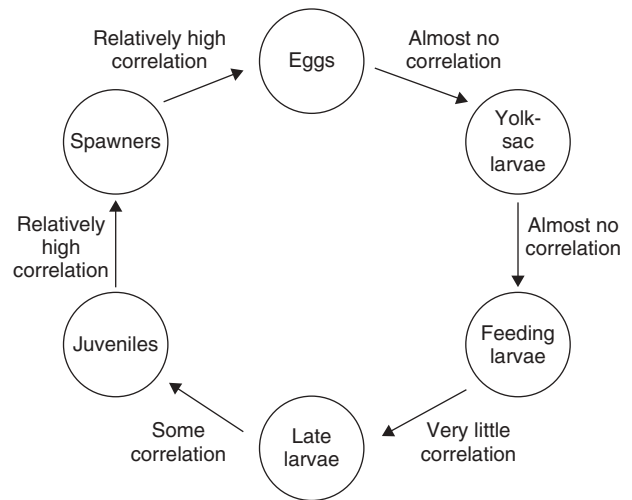 Relatively high
correlation
Eggs
Almost no
correlation
Yolk-
sac
larvae
Almost no
correlation
Feeding
larvae
Very little
correlation
Late
larvae
Some
correlation
Juveniles
Relatively
high
correlation
Spawners